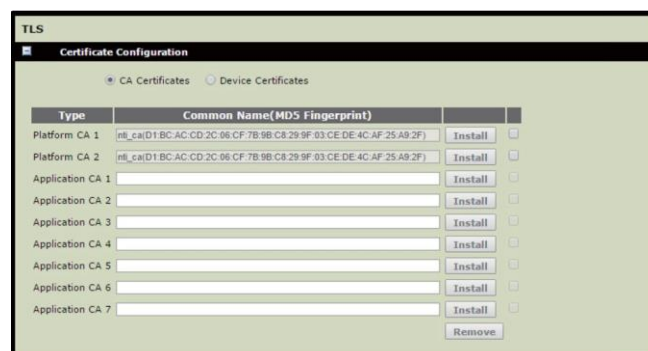 TLS
Certificate Configuration
CA Certificates Device Certificates
Type Common Name(MD5 Fingerprint)
Platform CA 1 nti_ca(D1:BC:AC:CD:2C:06:CF:7B:9B:C8:29:9F:03:CE:DE:4C:AF:25:A9:2F) Install
Platform CA 2 nti_ca(D1:BC:AC:CD:2C:06:CF:7B:9B:C8:29:9F:03:CE:DE:4C:AF:25:A9:2F) Install
Application CA 1 Install
Application CA 2 Install
Application CA 3 Install
Application CA 4 Install
Application CA 5 Install
Application CA 6 Install
Application CA 7 Install
Remove